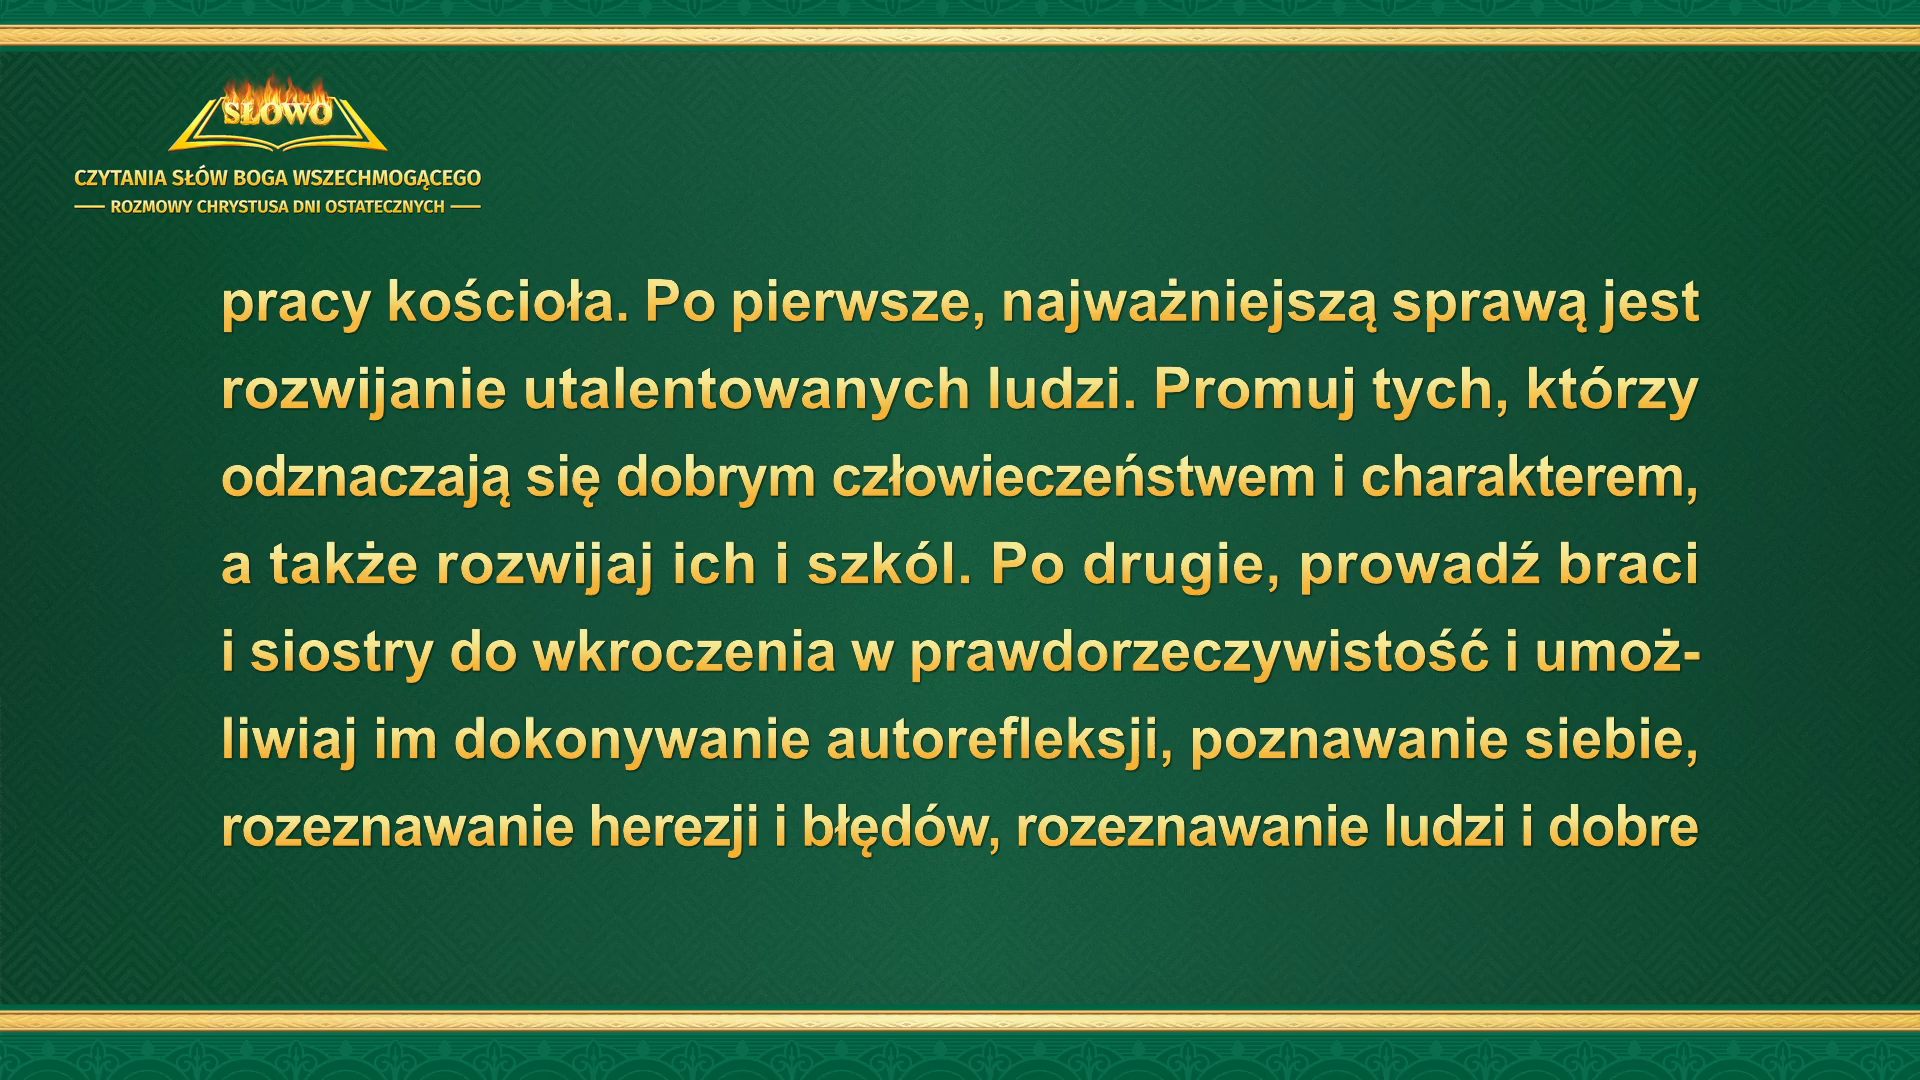 SŁOWO
CZYTANIA SŁÓW BOGA WSZECHMOGĄCEGO
ROZMOWY CHRYSTUSA DNI OSTATECZNYCH
pracy kościoła. Po pierwsze, najważniejszą sprawą jest
rozwijanie utalentowanych ludzi. Promuj tych, którzy
odznaczają się dobrym człowieczeństwem i charakterem,
a także rozwijaj ich i szkól. Po drugie, prowadź braci
i siostry do wkroczenia w prawdorzeczywistość i umoż-
liwiaj im dokonywanie autorefleksji, poznawanie siebie,
rozeznawanie herezji i błędów, rozeznawanie ludzi i dobre